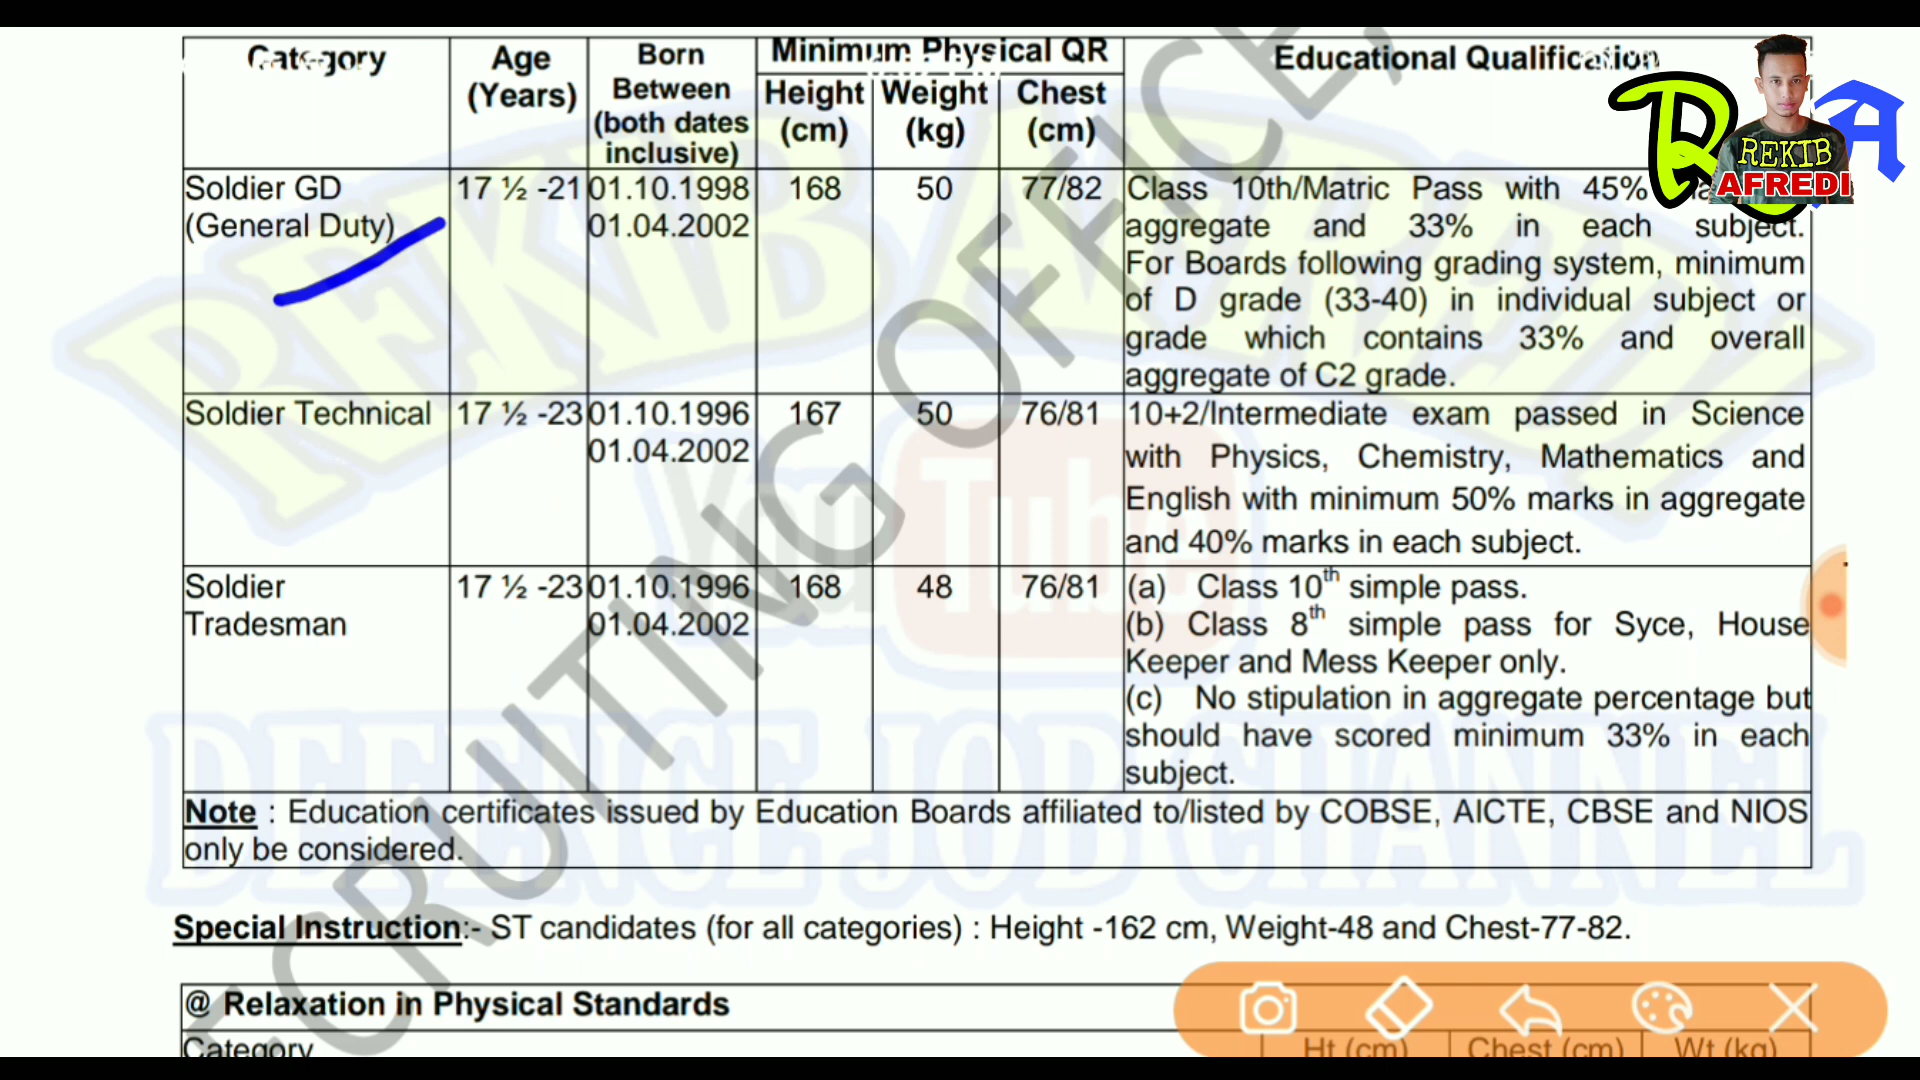 Category
Age
(Years)
Born
Between
(both dates
inclusive)
Minimum Physical QR
Height
(cm)
Weight
(kg)
Chest
(cm)
Educational Qualification
Soldier GD
(General Duty)
17 ½ -21
01.10.1998
01.04.2002
168
50
77/82
Class 10th/Matric Pass with 45%
aggregate and 33% in each subject.
For Boards following grading system, minimum
of D grade (33-40) in individual subject or
grade which contains 33% and overall
aggregate of C2 grade.
Soldier Technical
17 ½ -23
01.10.1996
01.04.2002
167
50
76/81
10+2/Intermediate exam passed in Science
with Physics, Chemistry, Mathematics and
English with minimum 50% marks in aggregate
and 40% marks in each subject.
Soldier
Tradesman
17 ½ -23
01.10.1996
01.04.2002
168
48
76/81
(a) Class 10th simple pass.
(b) Class 8th simple pass for Syce, House
Keeper and Mess Keeper only.
(c) No stipulation in aggregate percentage but
should have scored minimum 33% in each
subject.
Note : Education certificates issued by Education Boards affiliated to/listed by COBSE, AICTE, CBSE and NIOS
only be considered.
Special Instruction:- ST candidates (for all categories) : Height -162 cm, Weight-48 and Chest-77-82.
@ Relaxation in Physical Standards
Category
Ht (cm)
Chest (cm)
Wt (kg)
R A
REKIB
AFREDI
REKIB AFREDI
YouTube
DEFENCE JOB CHANNEL
ECRUITING OFFICE,